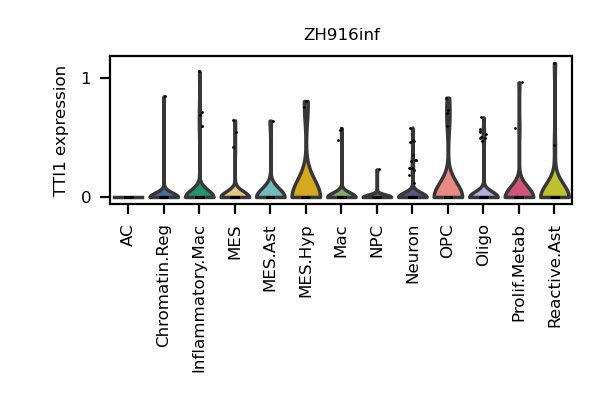 ZH916inf
TTI1 expression
1
0
AC
Chromatin.Reg
Inflammatory.Mac
MES
MES.Ast
MES.Hyp
Mac
NPC
Neuron
OPC
Oligo
Prolif.Metab
Reactive.Ast